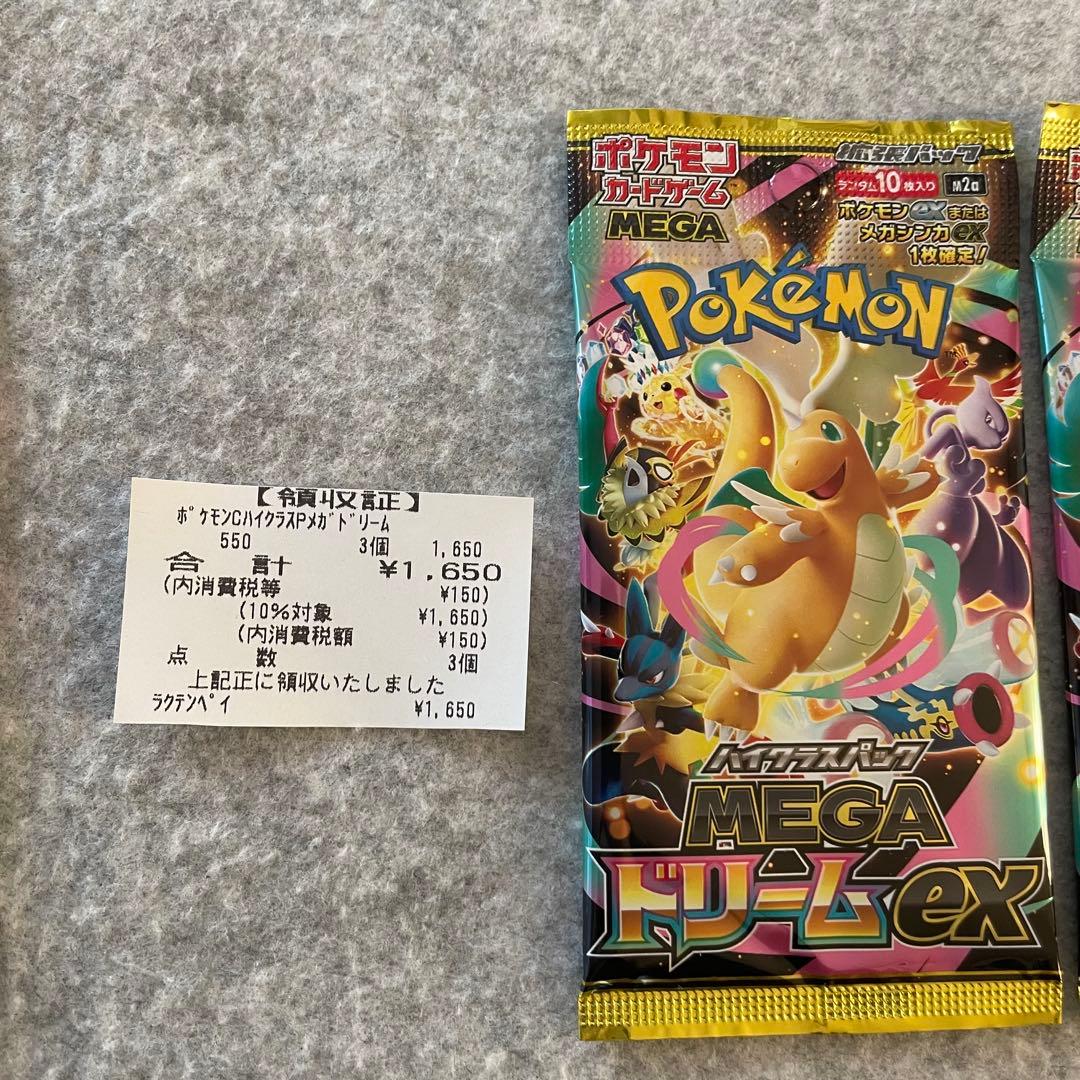 【領収証】
ﾎﾟｹモンCﾊｲｸﾗｽPﾒｶﾞﾄﾞﾘｰﾑ
550 3個 1,650
合 計 ¥1,650
(内消費税等 ¥150)
(10%対象 ¥1,650)
(内消費税額 ¥150)
点 数 3個
上記正に領収いたしました
ﾗｸﾃﾝﾍﾟｲ ¥1,650
ポケモン
カードゲーム
MEGA
拡張パック
ランダム10枚入り M2a
ポケモンexまたは
メガシンカex
1枚確定!
POKéMON
ハイクラスパック
MEGA
ドリームex